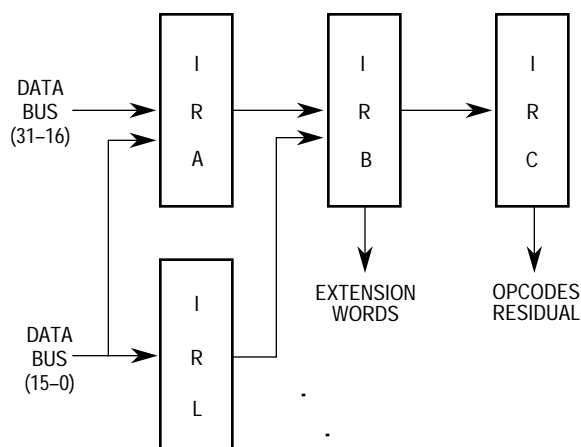 DATA
BUS
(31–16)
I
R
A
I
R
B
I
R
C
EXTENSION
WORDS
OPCODES
RESIDUAL
DATA
BUS
(15–0)
I
R
L